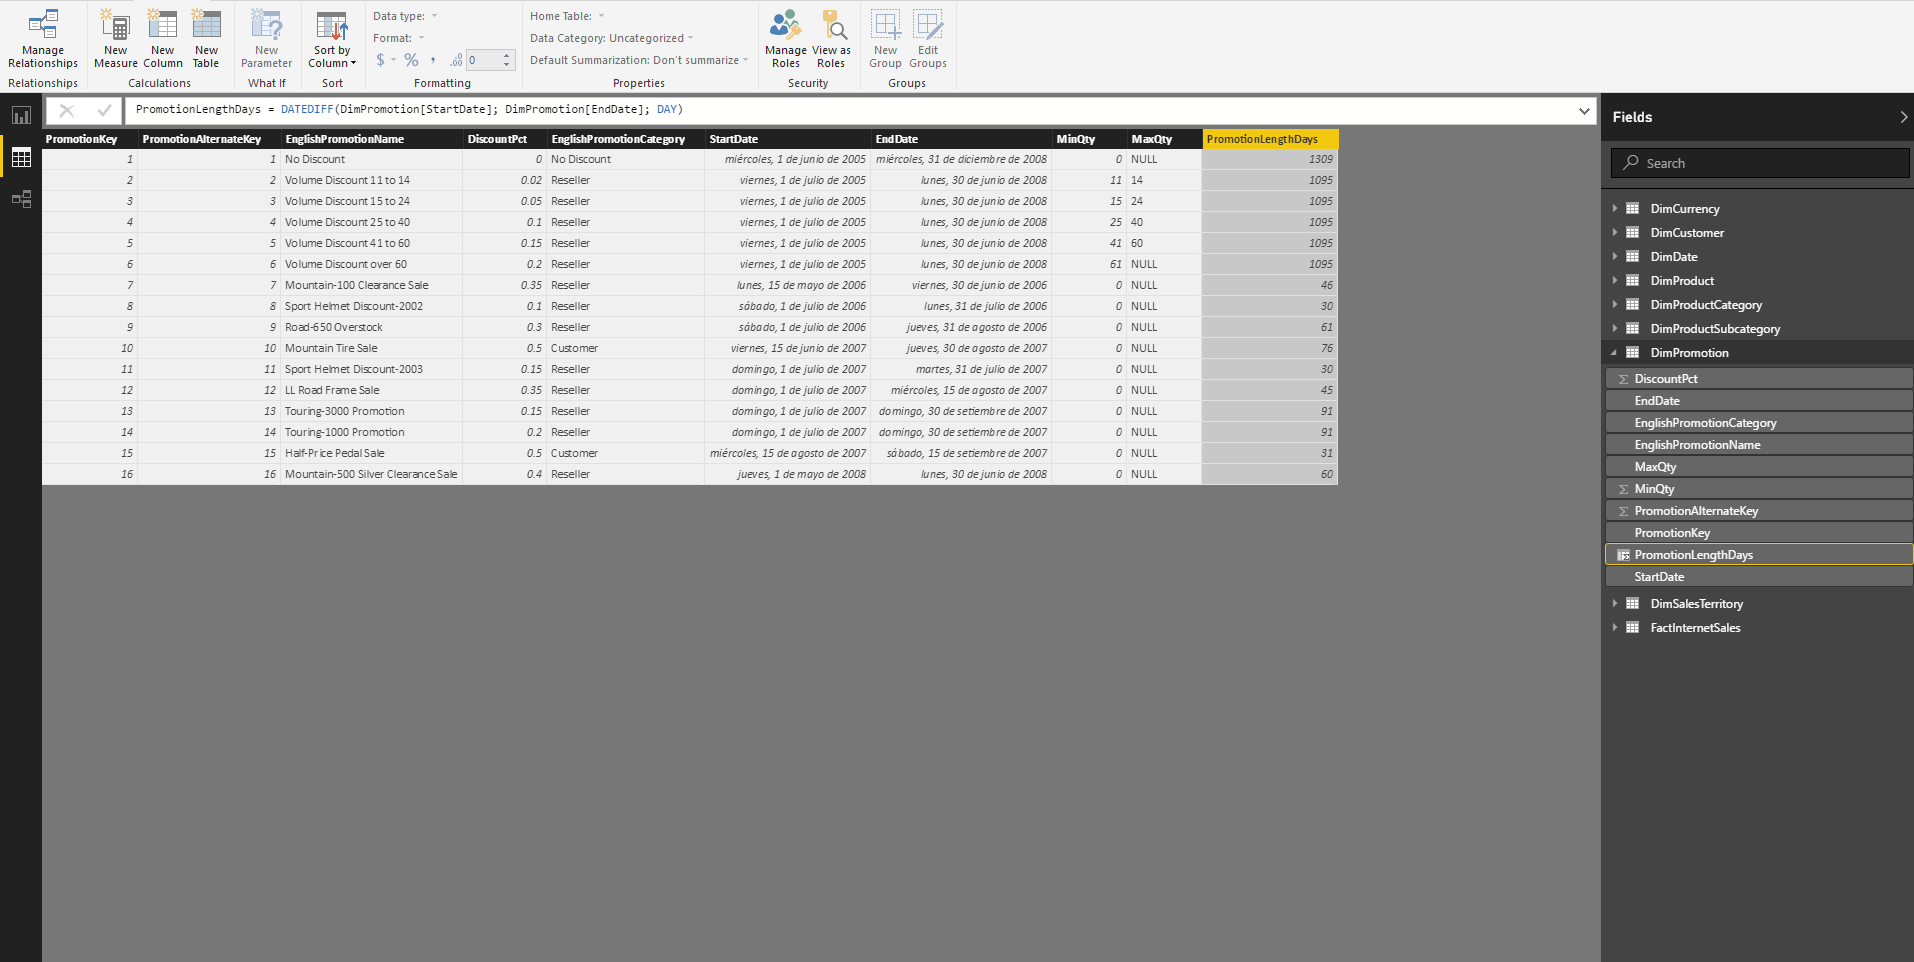 Manage Relationships
New Measure
New Column
New Table
New Parameter
Sort by Column
Data type:
Format:
$ % , .00 0
Home Table:
Data Category: Uncategorized
Default Summarization: Don't summarize
Manage Roles
View as Roles
New Group
Edit Groups
Relationships
Calculations
What If
Sort
Formatting
Properties
Security
Groups
PromotionLengthDays = DATEDIFF(DimPromotion[StartDate]; DimPromotion[EndDate]; DAY)
PromotionKey PromotionAlternateKey EnglishPromotionName DiscountPct EnglishPromotionCategory StartDate EndDate MinQty MaxQty PromotionLengthDays
1 1 No Discount 0 No Discount miércoles, 1 de junio de 2005 miércoles, 31 de diciembre de 2008 0 NULL 1309
2 2 Volume Discount 11 to 14 0.02 Reseller viernes, 1 de julio de 2005 lunes, 30 de junio de 2008 11 14 1095
3 3 Volume Discount 15 to 24 0.05 Reseller viernes, 1 de julio de 2005 lunes, 30 de junio de 2008 15 24 1095
4 4 Volume Discount 25 to 40 0.1 Reseller viernes, 1 de julio de 2005 lunes, 30 de junio de 2008 25 40 1095
5 5 Volume Discount 41 to 60 0.15 Reseller viernes, 1 de julio de 2005 lunes, 30 de junio de 2008 41 60 1095
6 6 Volume Discount over 60 0.2 Reseller viernes, 1 de julio de 2005 lunes, 30 de junio de 2008 61 NULL 1095
7 7 Mountain-100 Clearance Sale 0.35 Reseller lunes, 15 de mayo de 2006 viernes, 30 de junio de 2006 0 NULL 46
8 8 Sport Helmet Discount-2002 0.1 Reseller sábado, 1 de julio de 2006 lunes, 31 de julio de 2006 0 NULL 30
9 9 Road-650 Overstock 0.3 Reseller sábado, 1 de julio de 2006 jueves, 31 de agosto de 2006 0 NULL 61
10 10 Mountain Tire Sale 0.5 Customer viernes, 15 de junio de 2007 jueves, 30 de agosto de 2007 0 NULL 76
11 11 Sport Helmet Discount-2003 0.15 Reseller domingo, 1 de julio de 2007 martes, 31 de julio de 2007 0 NULL 30
12 12 LL Road Frame Sale 0.35 Reseller domingo, 1 de julio de 2007 miércoles, 15 de agosto de 2007 0 NULL 45
13 13 Touring-3000 Promotion 0.15 Reseller domingo, 1 de julio de 2007 domingo, 30 de setiembre de 2007 0 NULL 91
14 14 Touring-1000 Promotion 0.2 Reseller domingo, 1 de julio de 2007 domingo, 30 de setiembre de 2007 0 NULL 91
15 15 Half-Price Pedal Sale 0.5 Customer miércoles, 15 de agosto de 2007 sábado, 15 de setiembre de 2007 0 NULL 31
16 16 Mountain-500 Silver Clearance Sale 0.4 Reseller jueves, 1 de mayo de 2008 lunes, 30 de junio de 2008 0 NULL 60
Fields
Search
DimCurrency
DimCustomer
DimDate
DimProduct
DimProductCategory
DimProductSubcategory
DimPromotion
Σ DiscountPct
EndDate
EnglishPromotionCategory
EnglishPromotionName
MaxQty
Σ MinQty
Σ PromotionAlternateKey
PromotionKey
PromotionLengthDays
StartDate
DimSalesTerritory
FactInternetSales